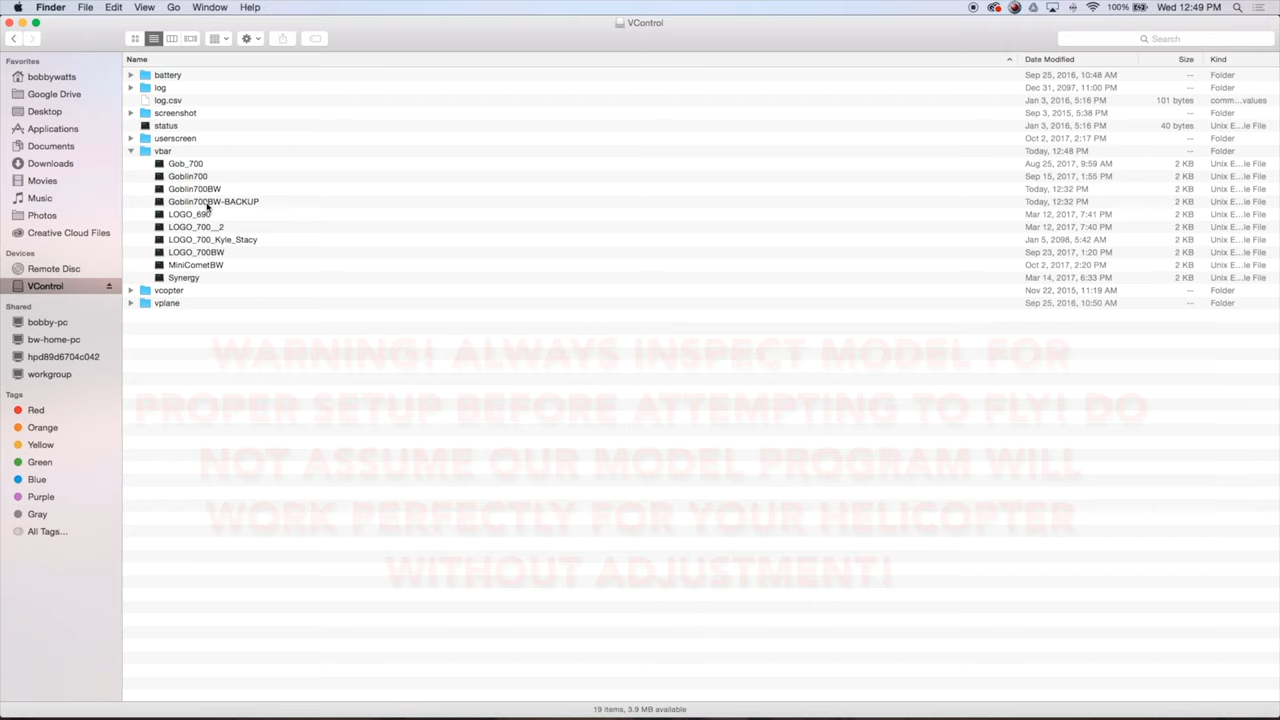 Finder File Edit View Go Window Help 100% Wed 12:49 PM
VControl
Search
Favorites
bobbywatts
Google Drive
Desktop
Applications
Documents
Downloads
Movies
Music
Photos
Creative Cloud Files
Devices
Remote Disc
VControl
Shared
bobby-pc
bw-home-pc
hpd89d6704c042
workgroup
Tags
Red
Orange
Yellow
Green
Blue
Purple
Gray
All Tags...
Name Date Modified Size Kind
battery Sep 25, 2016, 10:48 AM -- Folder
log Dec 31, 2097, 11:00 PM -- Folder
log.csv Jan 3, 2016, 5:16 PM 101 bytes comm...values
screenshot Sep 3, 2015, 5:38 PM -- Folder
status Jan 3, 2016, 5:16 PM 40 bytes Unix E...le File
userscreen Oct 2, 2017, 2:17 PM -- Folder
vbar Today, 12:48 PM -- Folder
Gob_700 Aug 25, 2017, 9:59 AM 2 KB Unix E...le File
Goblin700 Sep 15, 2017, 1:55 PM 2 KB Unix E...le File
Goblin700BW Today, 12:32 PM 2 KB Unix E...le File
Goblin700BW-BACKUP Today, 12:32 PM 2 KB Unix E...le File
LOGO_690 Mar 12, 2017, 7:41 PM 2 KB Unix E...le File
LOGO_700__2 Mar 12, 2017, 7:40 PM 2 KB Unix E...le File
LOGO_700_Kyle_Stacy Jan 5, 2098, 5:42 AM 2 KB Unix E...le File
LOGO_700BW Sep 23, 2017, 1:20 PM 2 KB Unix E...le File
MiniCometBW Oct 2, 2017, 2:20 PM 2 KB Unix E...le File
Synergy Mar 14, 2017, 6:33 PM 2 KB Unix E...le File
vcopter Nov 22, 2015, 11:19 AM -- Folder
vplane Sep 25, 2016, 10:50 AM -- Folder
WARNING! ALWAYS INSPECT MODEL FOR
PROPER SETUP BEFORE ATTEMPTING TO FLY! DO
NOT ASSUME OUR MODEL PROGRAM WILL
WORK PERFECTLY FOR YOUR HELICOPTER
WITHOUT ADJUSTMENT!
19 items, 3.9 MB available